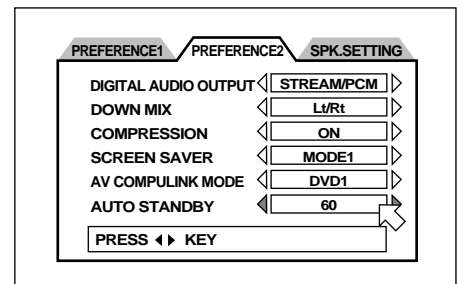 PREFERENCE1 PREFERENCE2 SPK.SETTING
DIGITAL AUDIO OUTPUT STREAM/PCM
DOWN MIX Lt/Rt
COMPRESSION ON
SCREEN SAVER MODE1
AV COMPULINK MODE DVD1
AUTO STANDBY 60
PRESS KEY